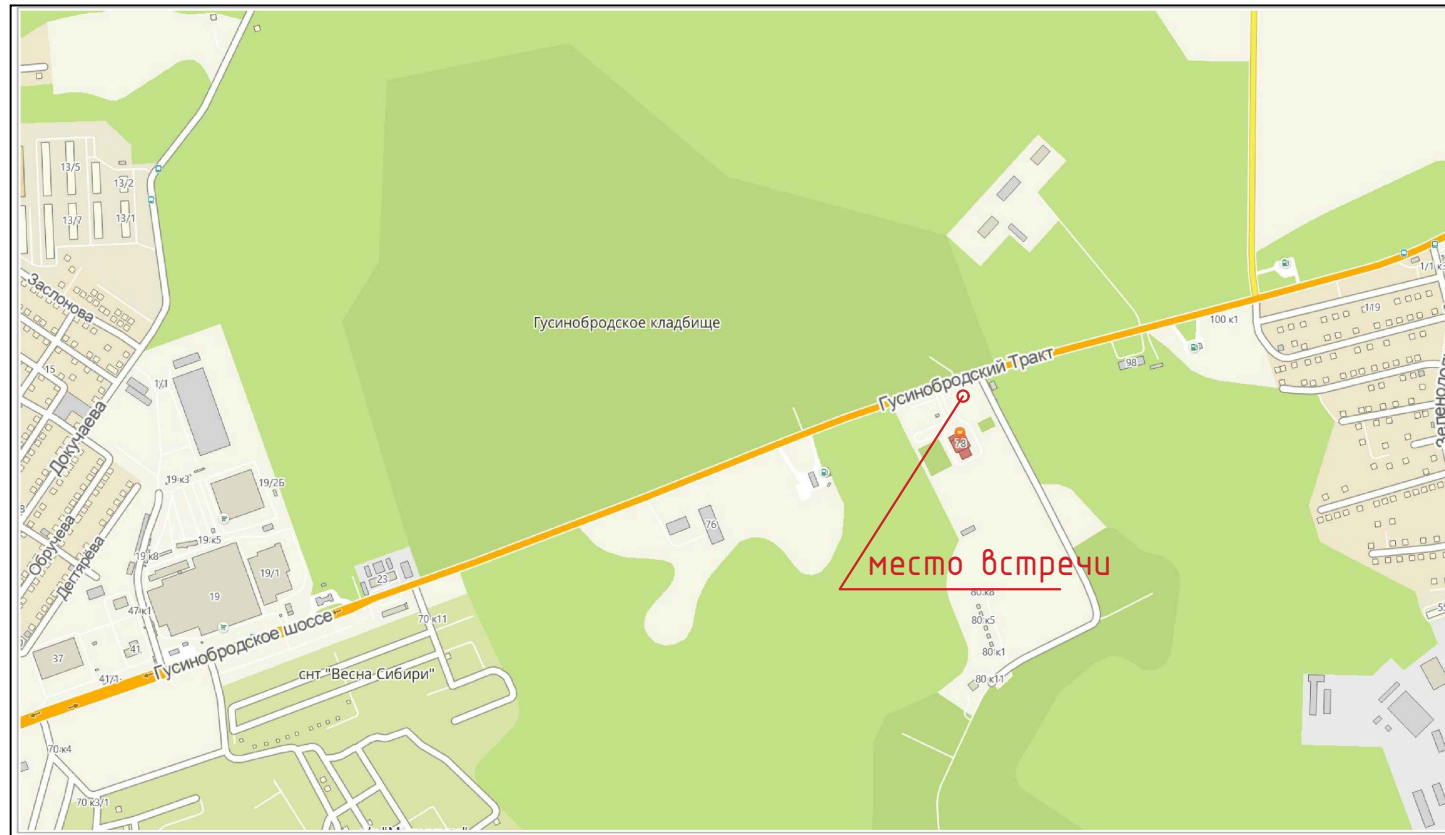 13/5
13/2
13/7
13/1
Заслонова
15
1/1
Докучаева
Обручева
Дегтярёва
19 к3
19/2Б
19 к5
19 к8
19
19/1
47 к1
37
41
41/1
23
Гусинобродское шоссе
70 к11
снт "Весна Сибири"
70 к4
70 к3/1
Гусинобродское кладбище
76
Гусинобродский Тракт
78
98
100 к1
119
место встречи
80 к8
80 к5
80 к1
80 к11